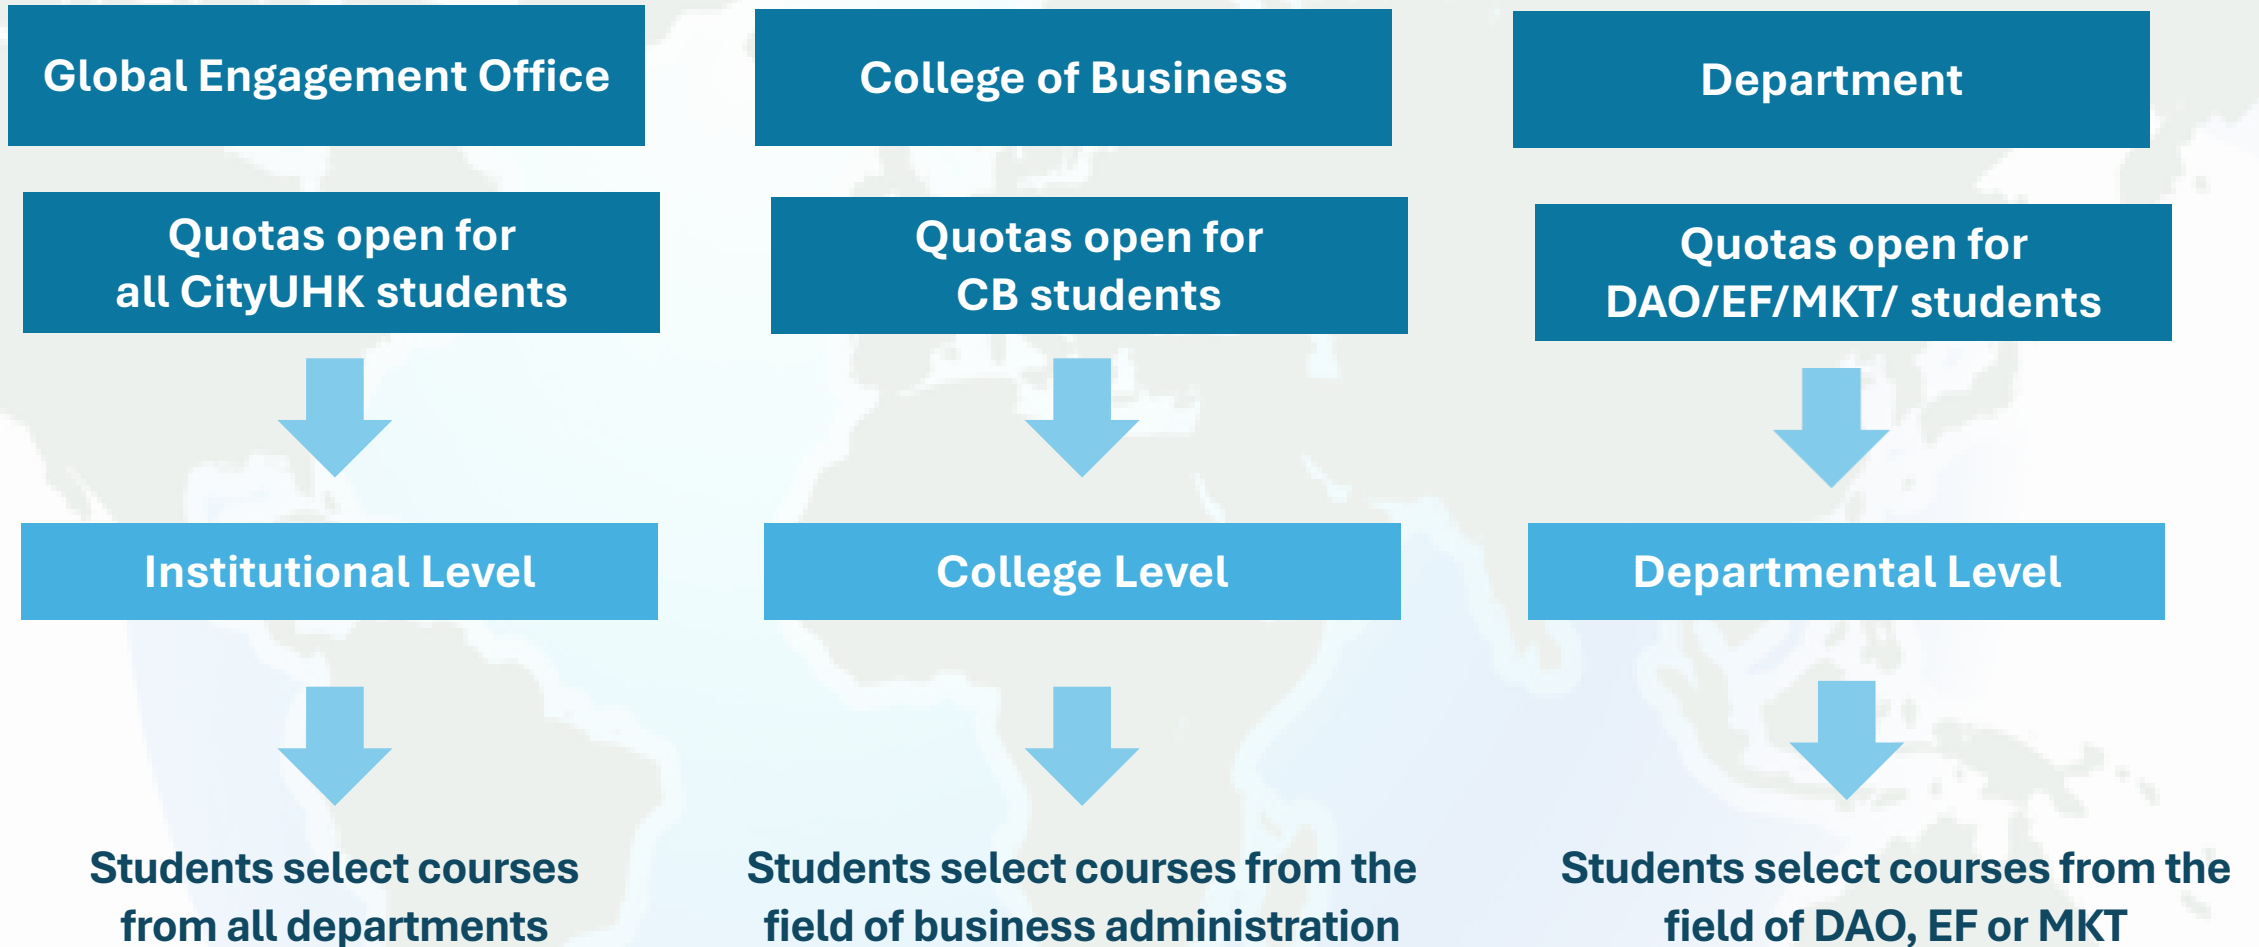 Global Engagement Office
College of Business
Department
Quotas open for
all CityUHK students
Quotas open for
CB students
Quotas open for
DAO/EF/MKT/ students
Institutional Level
College Level
Departmental Level
Students select courses
from all departments
Students select courses from the
field of business administration
Students select courses from the
field of DAO, EF or MKT